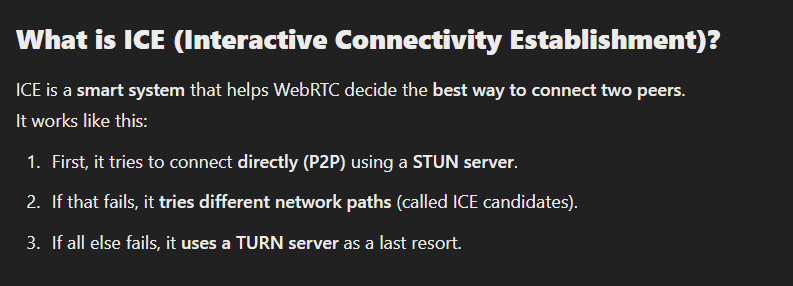 What is ICE (Interactive Connectivity Establishment)?
ICE is a smart system that helps WebRTC decide the best way to connect two peers.
It works like this:
1. First, it tries to connect directly (P2P) using a STUN server.
2. If that fails, it tries different network paths (called ICE candidates).
3. If all else fails, it uses a TURN server as a last resort.